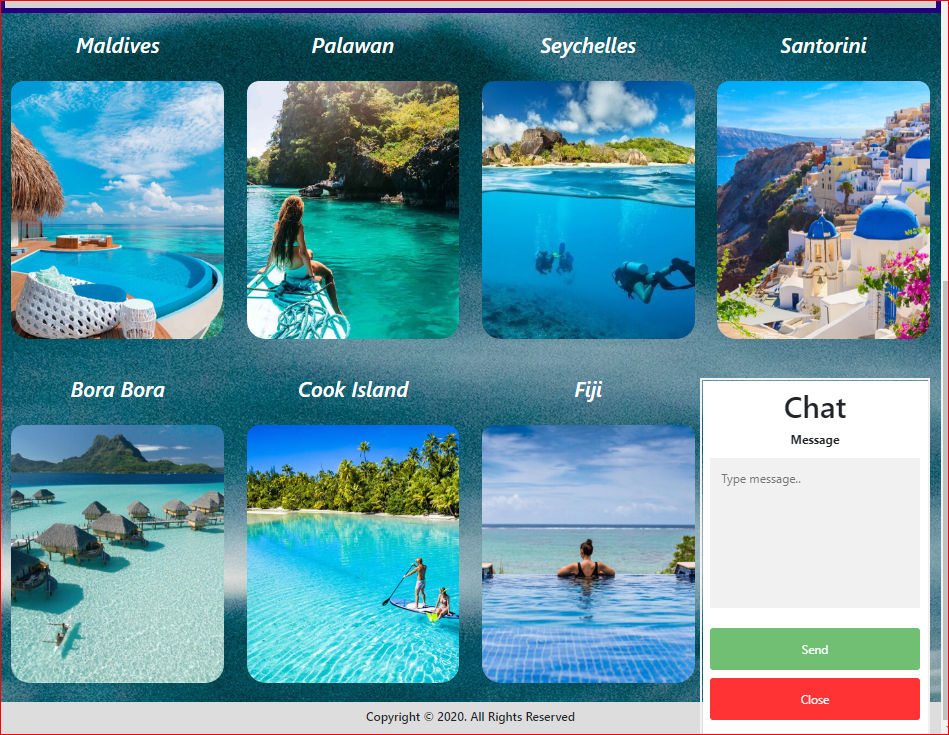 Maldives
Palawan
Seychelles
Santorini
Bora Bora
Cook Island
Fiji
Chat
Message
Type message..
Send
Close
Copyright © 2020. All Rights Reserved